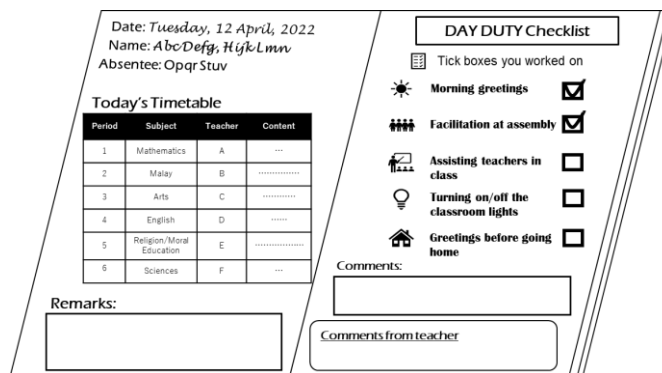 Date: Tuesday, 12 April, 2022
Name: AbcDefg, HijkLmn
Absentee: OpqrStuv
Today's Timetable
Period Subject Teacher Content
1 Mathematics A ...
2 Malay B ...............
3 Arts C ............
4 English D ......
5 Religion/Moral Education E ..................
6 Sciences F ...
Remarks:
DAY DUTY Checklist
Tick boxes you worked on
Morning greetings
Facilitation at assembly
Assisting teachers in
class
Turning on/off the
classroom lights
Greetings before going
home
Comments:
Comments from teacher